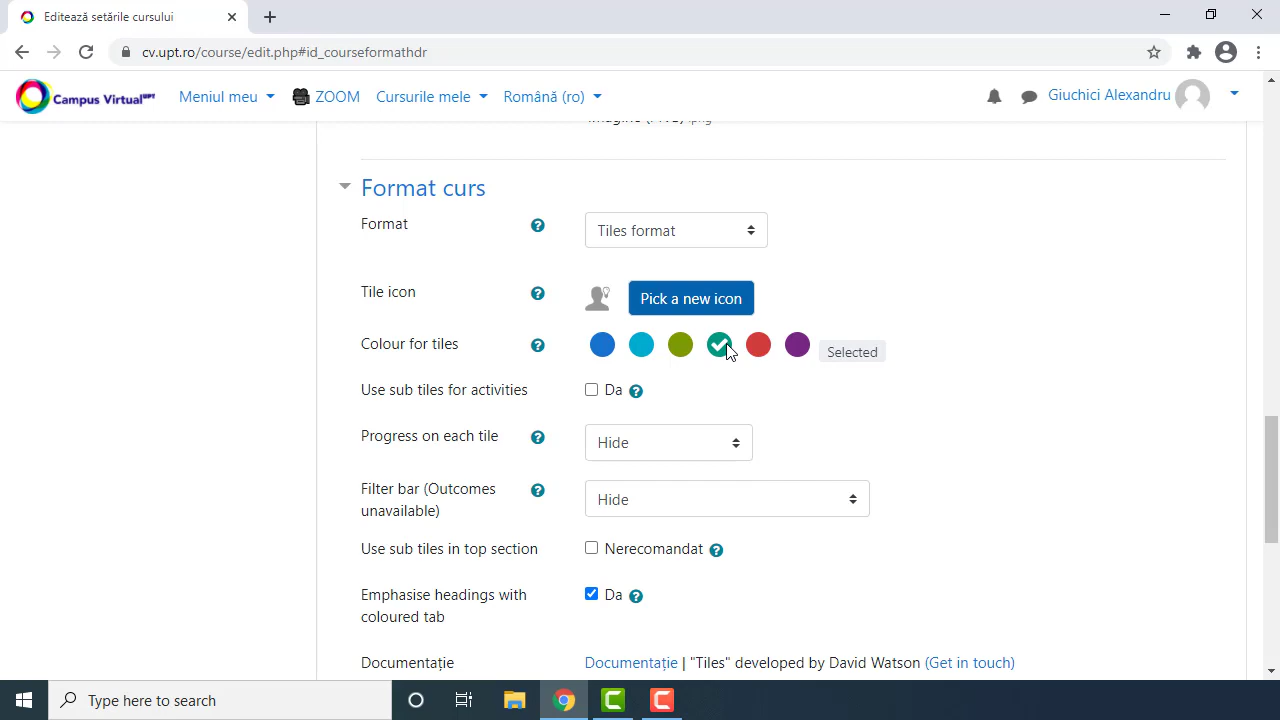 Editează setările cursului
cv.upt.ro/course/edit.php#id_courseformathdr
Campus Virtual UPT Meniul meu ZOOM Cursurile mele Română (ro) Giuchici Alexandru
Imagine (PNG) .png
Format curs
Format Tiles format
Tile icon Pick a new icon
Colour for tiles Selected
Use sub tiles for activities Da
Progress on each tile Hide
Filter bar (Outcomes unavailable) Hide
Use sub tiles in top section Nerecomandat
Emphasise headings with coloured tab Da
Documentație Documentație | "Tiles" developed by David Watson (Get in touch)
Type here to search